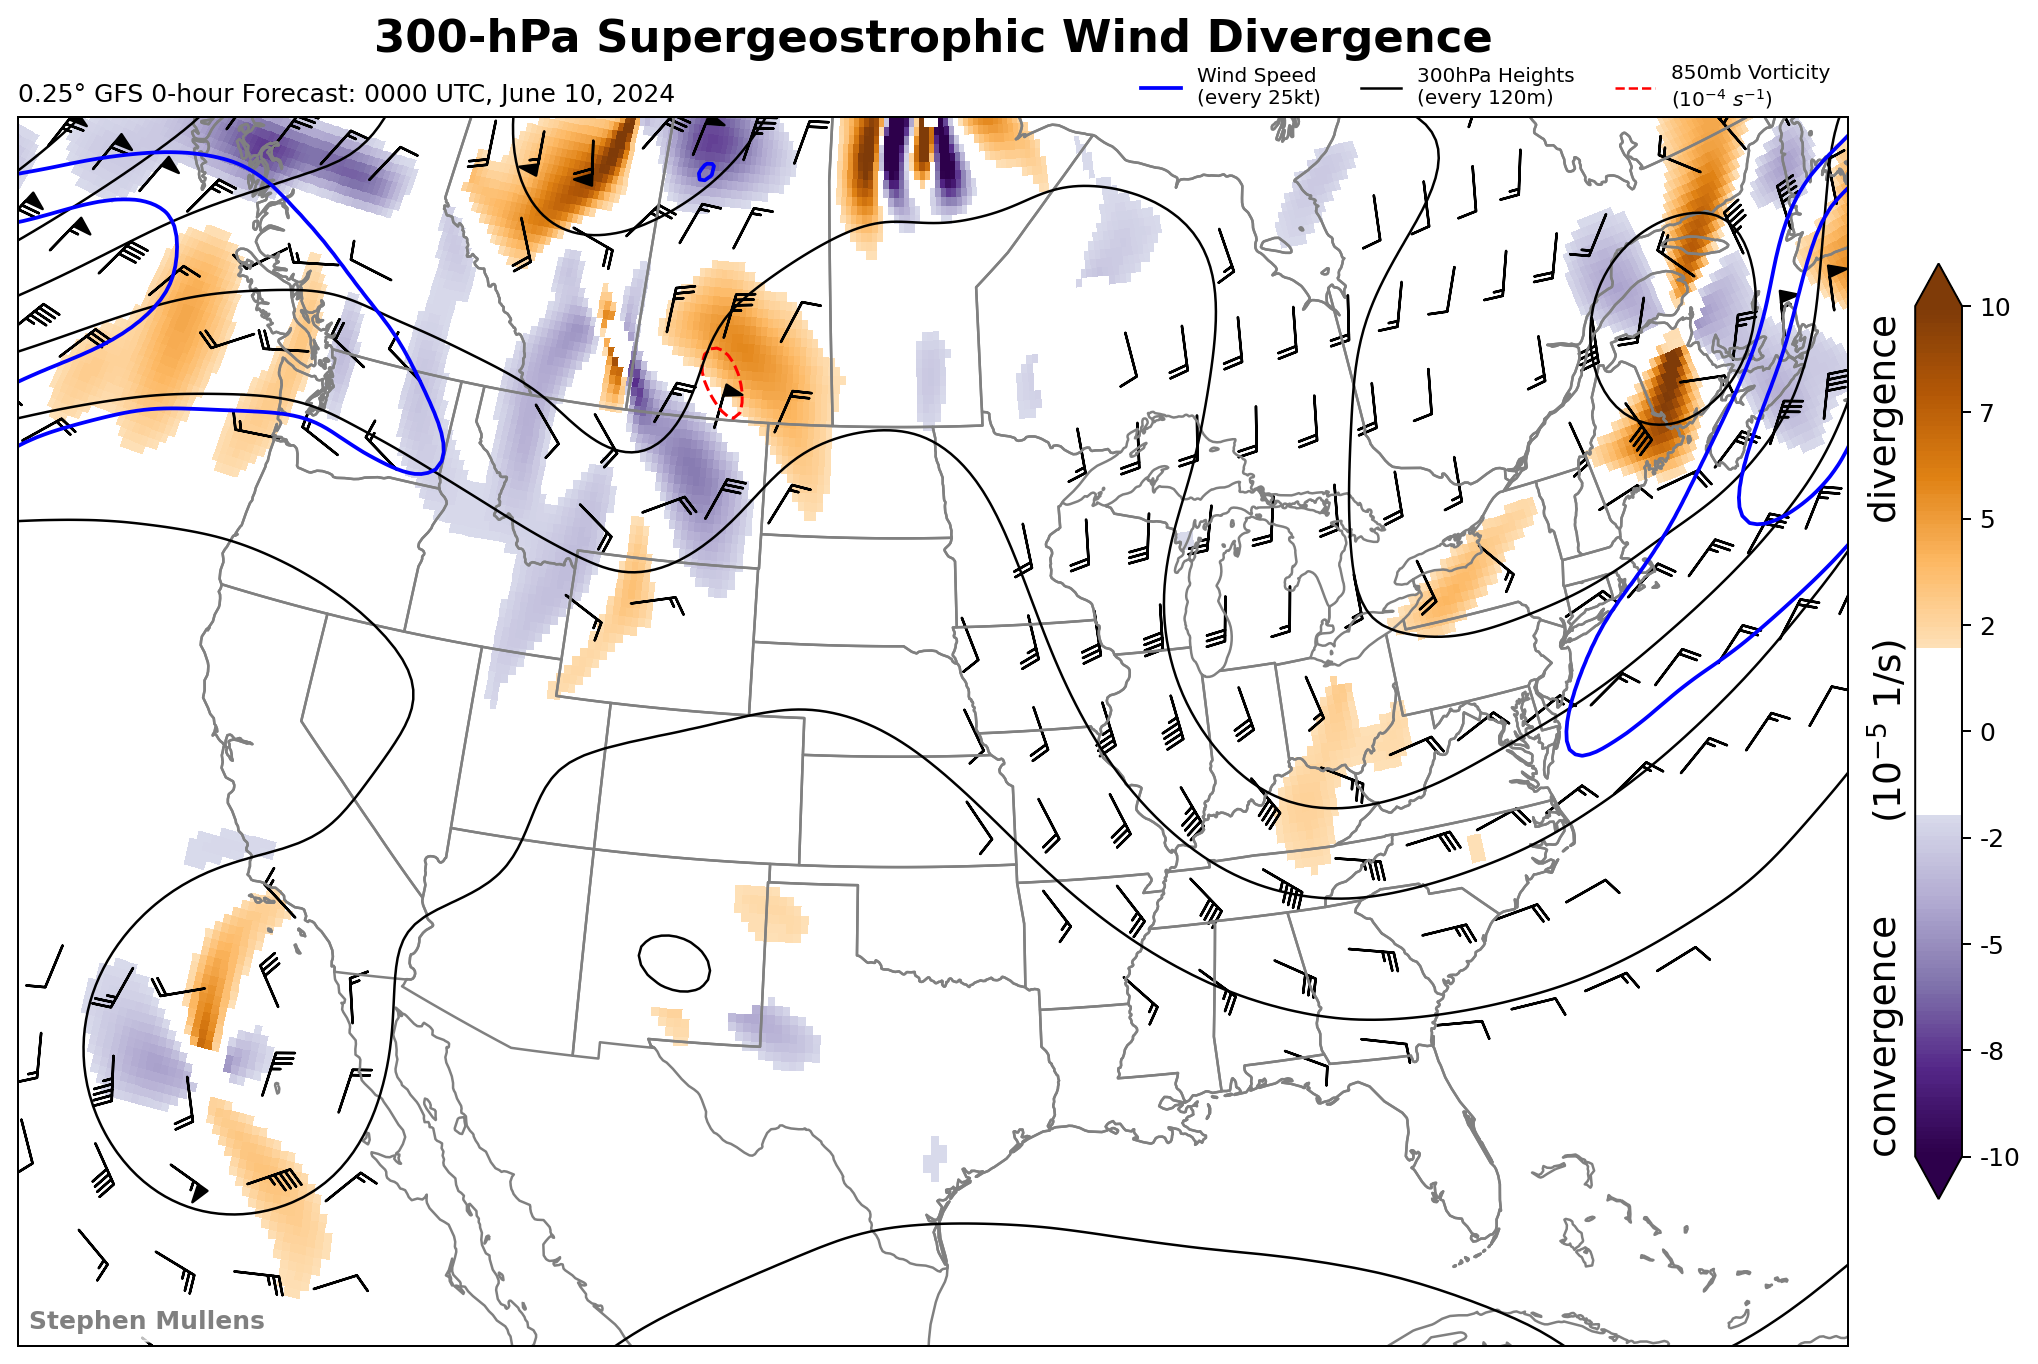 300-hPa Supergeostrophic Wind Divergence
0.25° GFS 0-hour Forecast: 0000 UTC, June 10, 2024
Wind Speed
(every 25kt)
300hPa Heights
(every 120m)
850mb Vorticity
(10⁻⁴ s⁻¹)
10
7
5
2
0
-2
-5
-8
-10
convergence (10⁻⁵ 1/s) divergence
Stephen Mullens